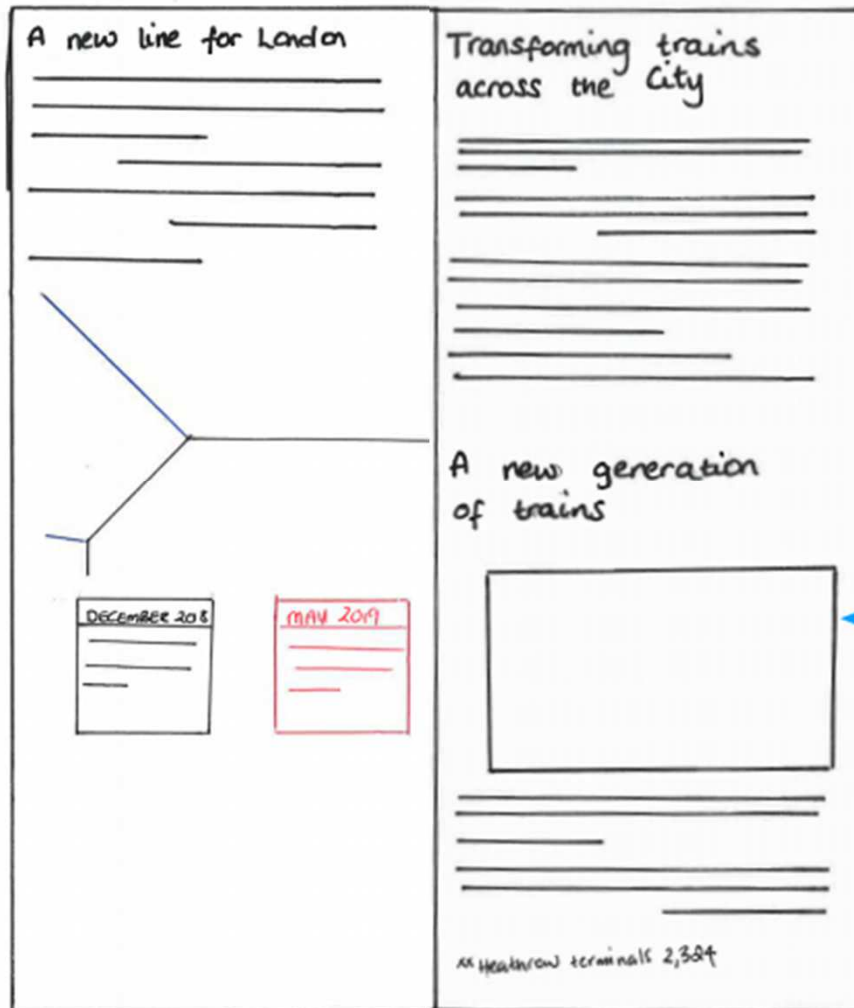 A new line for London
DECEMBER 2018
MAY 2019
Transforming trains
across the City
A new generation
of trains
** Heathrow terminals 2,3&4